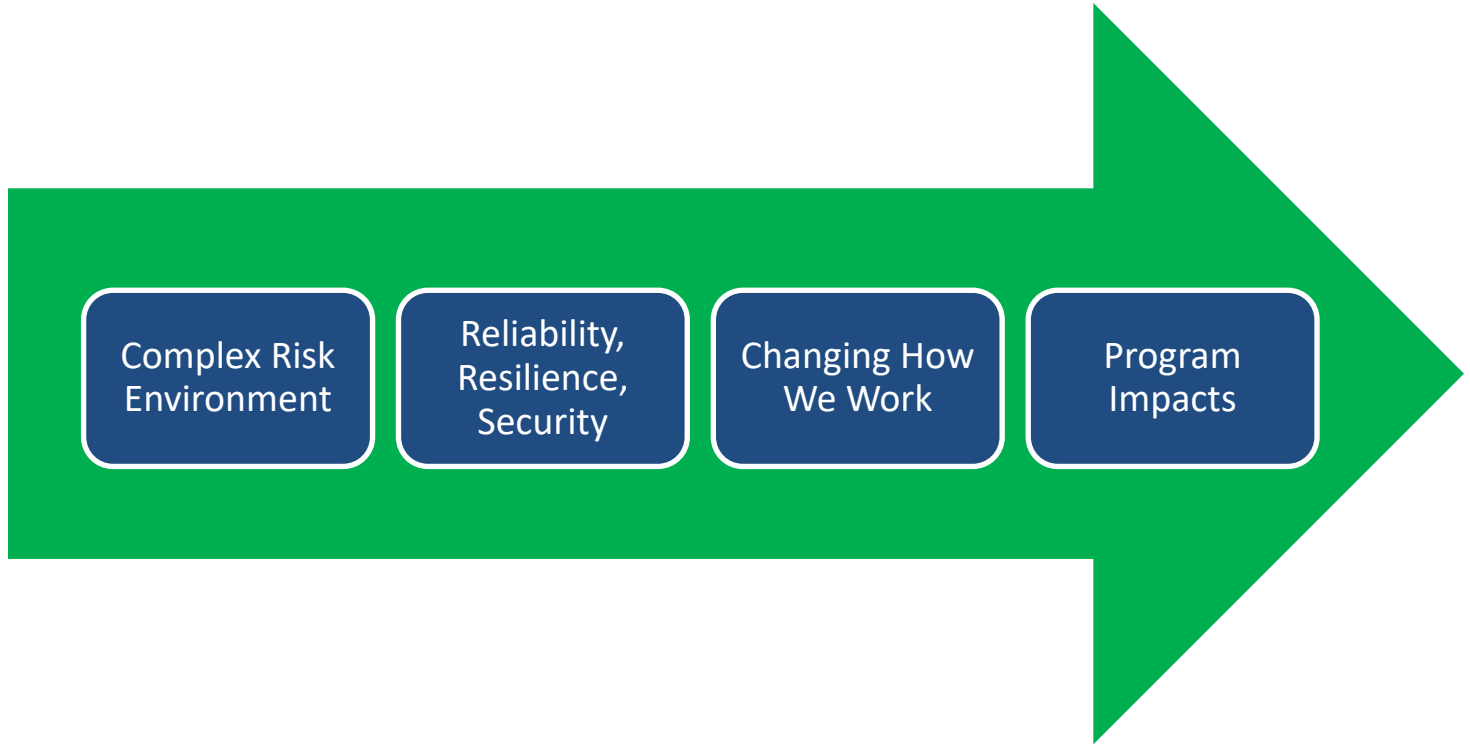 Complex Risk
Environment
Reliability,
Resilience,
Security
Changing How
We Work
Program
Impacts